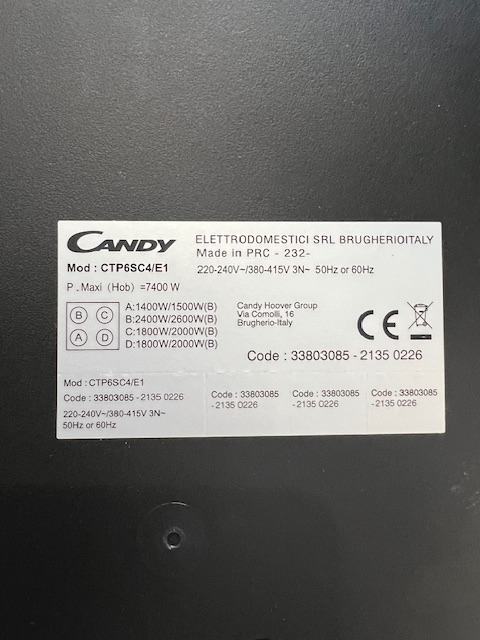 CANDY
ELETTRODOMESTICI SRL BRUGHERIOITALY
Made in PRC - 232-
Mod : CTP6SC4/E1
220-240V~/380-415V 3N~ 50Hz or 60Hz
P.Maxi (Hob) =7400 W
B C
A D
A:1400W/1500W(B)
B:2400W/2600W(B)
C:1800W/2000W(B)
D:1800W/2000W(B)
Candy Hoover Group
Via Comolli, 16
Brugherio-Italy
CE
Code : 33803085 - 2135 0226
Mod : CTP6SC4/E1
Code : 33803085 - 2135 0226
220-240V~/380-415V 3N~
50Hz or 60Hz
Code : 33803085
- 2135 0226
Code : 33803085
- 2135 0226
Code : 33803085
- 2135 0226